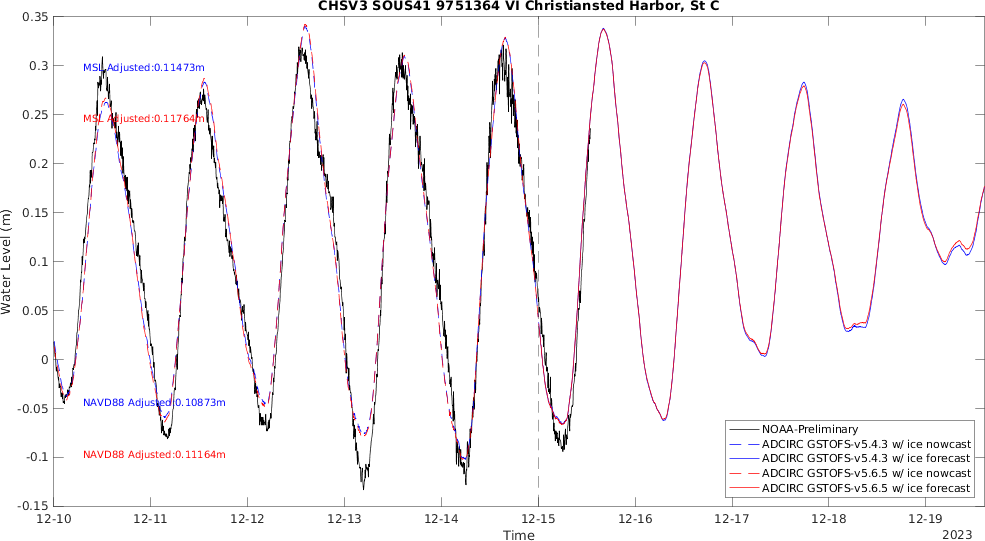 CHSV3 SOUS41 9751364 VI Christiansted Harbor, St C
0.35
0.3
0.25
0.2
0.15
0.1
0.05
0
-0.05
-0.1
-0.15
Water Level (m)
MSL Adjusted:0.11473m
MSL Adjusted:0.11764m
NAVD88 Adjusted:0.10873m
NAVD88 Adjusted:0.11164m
NOAA-Preliminary
ADCIRC GSTOFS-v5.4.3 w/ ice nowcast
ADCIRC GSTOFS-v5.4.3 w/ ice forecast
ADCIRC GSTOFS-v5.6.5 w/ ice nowcast
ADCIRC GSTOFS-v5.6.5 w/ ice forecast
12-10 12-11 12-12 12-13 12-14 12-15 12-16 12-17 12-18 12-19
Time
2023